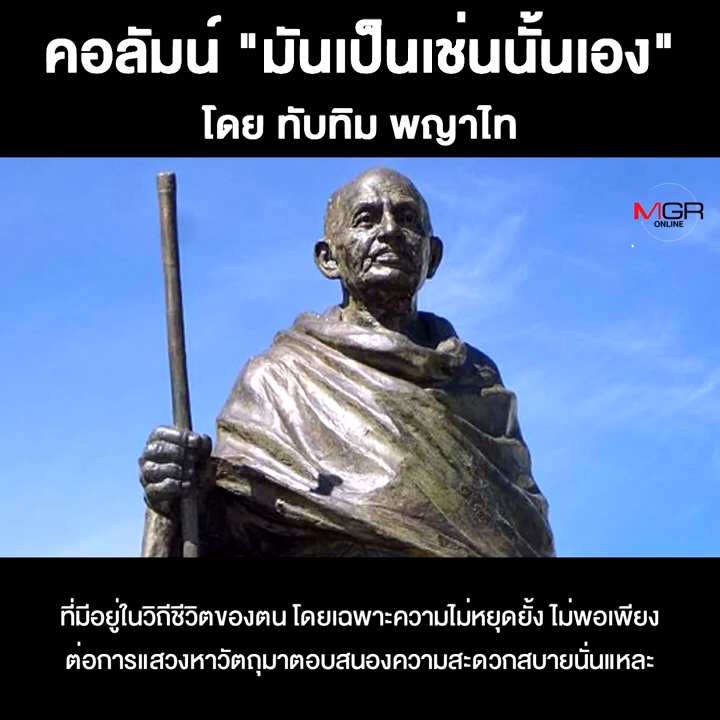 คอลัมน์ "มันเป็นเช่นนั้นเอง"
โดย ทับทิม พญาไท
MGR
ONLINE
ที่มีอยู่ในวิถีชีวิตของตน โดยเฉพาะความไม่หยุดยั้ง ไม่พอเพียง
ต่อการแสวงหาวัตถุมาตอบสนองความสะดวกสบายนั่นแหละ